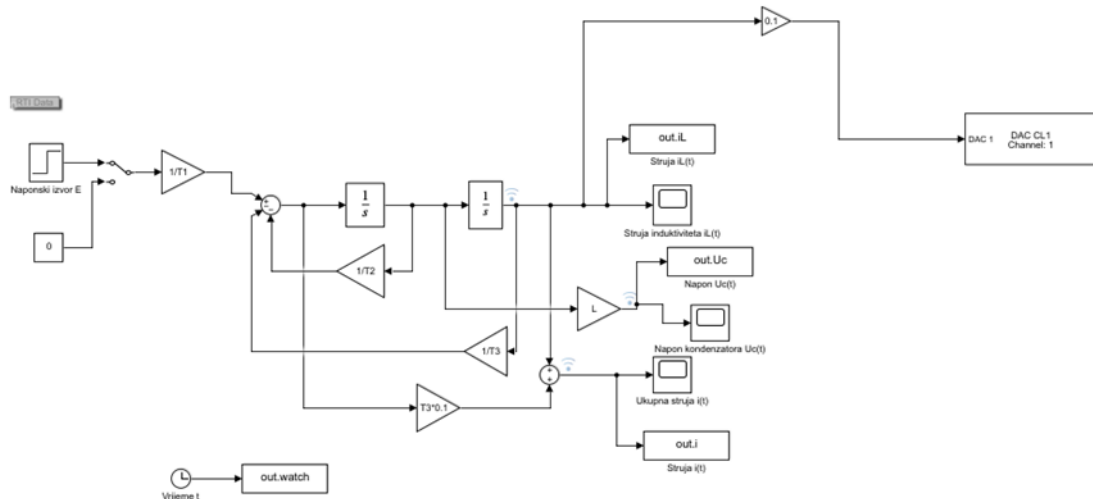 0.1
RTI Data
DAC 1
DAC CL1
Channel: 1
out.iL
Struja iL(t)
Naponski izvor E
1/T1
+
-
-
1
s
1
s
Struja induktiviteta iL(t)
0
out.Uc
Napon Uc(t)
1/T2
L
Napon kondenzatora Uc(t)
1/T3
+
+
Ukupna struja i(t)
T3*0.1
out.i
Struja i(t)
out.watch
Vrijeme t